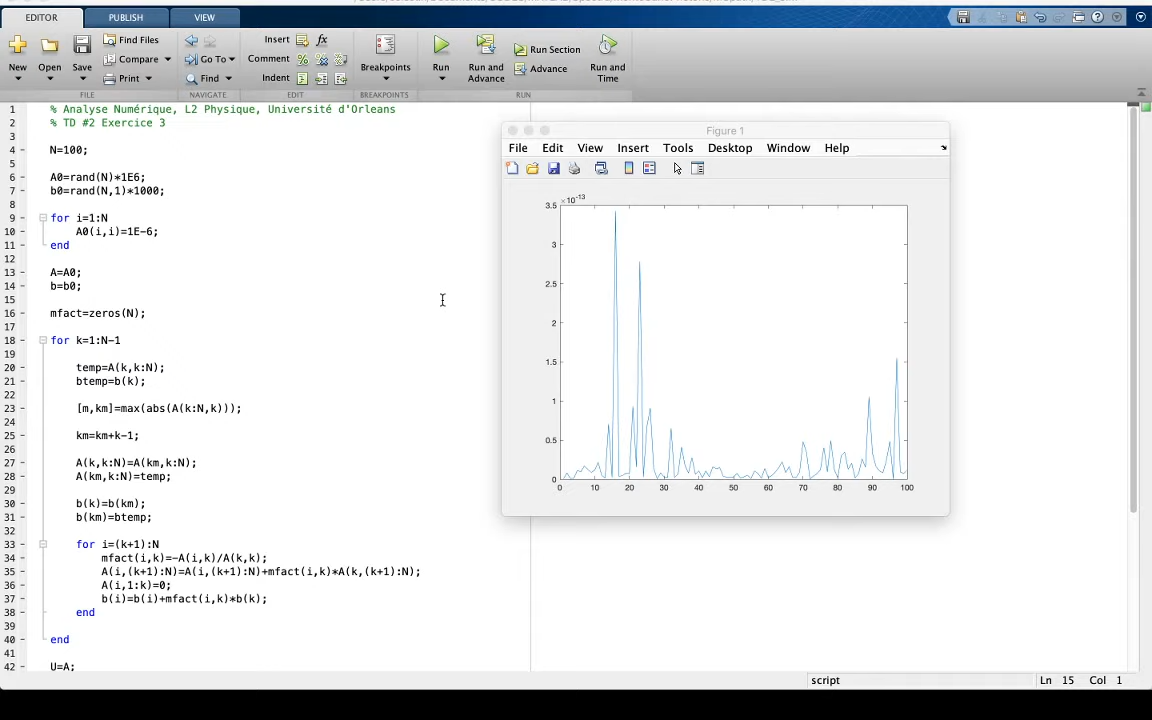 EDITOR PUBLISH VIEW
New Open Save Find Files Compare Print
Go To Find
Insert fx
Comment
Indent
Breakpoints
Run Run and Advance Run Section Advance Run and Time
FILE NAVIGATE EDIT BREAKPOINTS RUN
1 % Analyse Numérique, L2 Physique, Université d'Orleans
2 % TD #2 Exercice 3
3
4 N=100;
5
6 A0=rand(N)*1E6;
7 b0=rand(N,1)*1000;
8
9 for i=1:N
10 A0(i,i)=1E-6;
11 end
12
13 A=A0;
14 b=b0;
15
16 mfact=zeros(N);
17
18 for k=1:N-1
19
20 temp=A(k,k:N);
21 btemp=b(k);
22
23 [m,km]=max(abs(A(k:N,k)));
24
25 km=km+k-1;
26
27 A(k,k:N)=A(km,k:N);
28 A(km,k:N)=temp;
29
30 b(k)=b(km);
31 b(km)=btemp;
32
33 for i=(k+1):N
34 mfact(i,k)=-A(i,k)/A(k,k);
35 A(i,(k+1):N)=A(i,(k+1):N)+mfact(i,k)*A(k,(k+1):N);
36 A(i,1:k)=0;
37 b(i)=b(i)+mfact(i,k)*b(k);
38 end
39
40 end
41
42 U=A;
Figure 1
File Edit View Insert Tools Desktop Window Help
×10-13
3.5
3
2.5
2
1.5
1
0.5
0
0 10 20 30 40 50 60 70 80 90 100
script Ln 15 Col 1